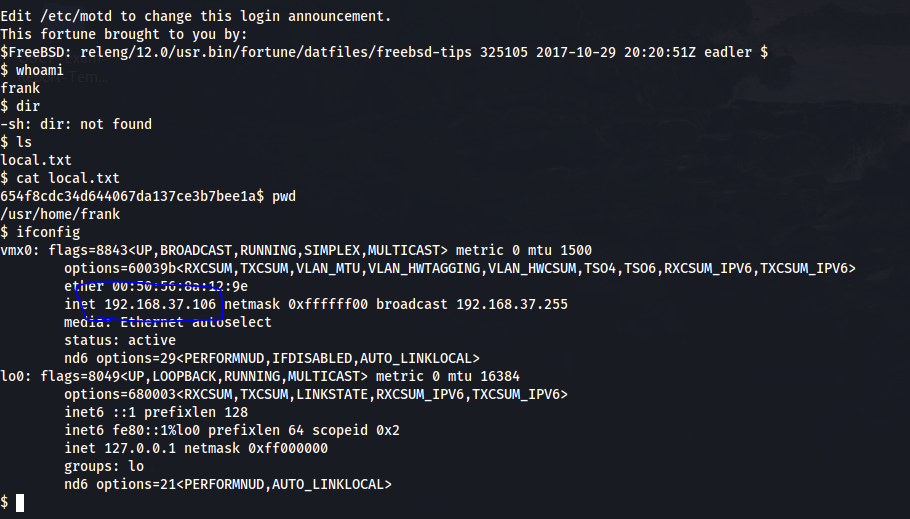 Edit /etc/motd to change this login announcement.
This fortune brought to you by:
$FreeBSD: releng/12.0/usr.bin/fortune/datfiles/freebsd-tips 325105 2017-10-29 20:20:51Z eadler $
$ whoami
frank
$ dir
-sh: dir: not found
$ ls
local.txt
$ cat local.txt
654f8cdc34d644067da137ce3b7bee1a$ pwd
/usr/home/frank
$ ifconfig
vmx0: flags=8843<UP,BROADCAST,RUNNING,SIMPLEX,MULTICAST> metric 0 mtu 1500
options=60039b<RXCSUM,TXCSUM,VLAN_MTU,VLAN_HWTAGGING,VLAN_HWCSUM,TSO4,TSO6,RXCSUM_IPV6,TXCSUM_IPV6>
ether 00:50:56:8a:12:9e
inet 192.168.37.106 netmask 0xffffff00 broadcast 192.168.37.255
media: Ethernet autoselect
status: active
nd6 options=29<PERFORMNUD,IFDISABLED,AUTO_LINKLOCAL>
lo0: flags=8049<UP,LOOPBACK,RUNNING,MULTICAST> metric 0 mtu 16384
options=680003<RXCSUM,TXCSUM,LINKSTATE,RXCSUM_IPV6,TXCSUM_IPV6>
inet6 ::1 prefixlen 128
inet6 fe80::1%lo0 prefixlen 64 scopeid 0x2
inet 127.0.0.1 netmask 0xff000000
groups: lo
nd6 options=21<PERFORMNUD,AUTO_LINKLOCAL>
$